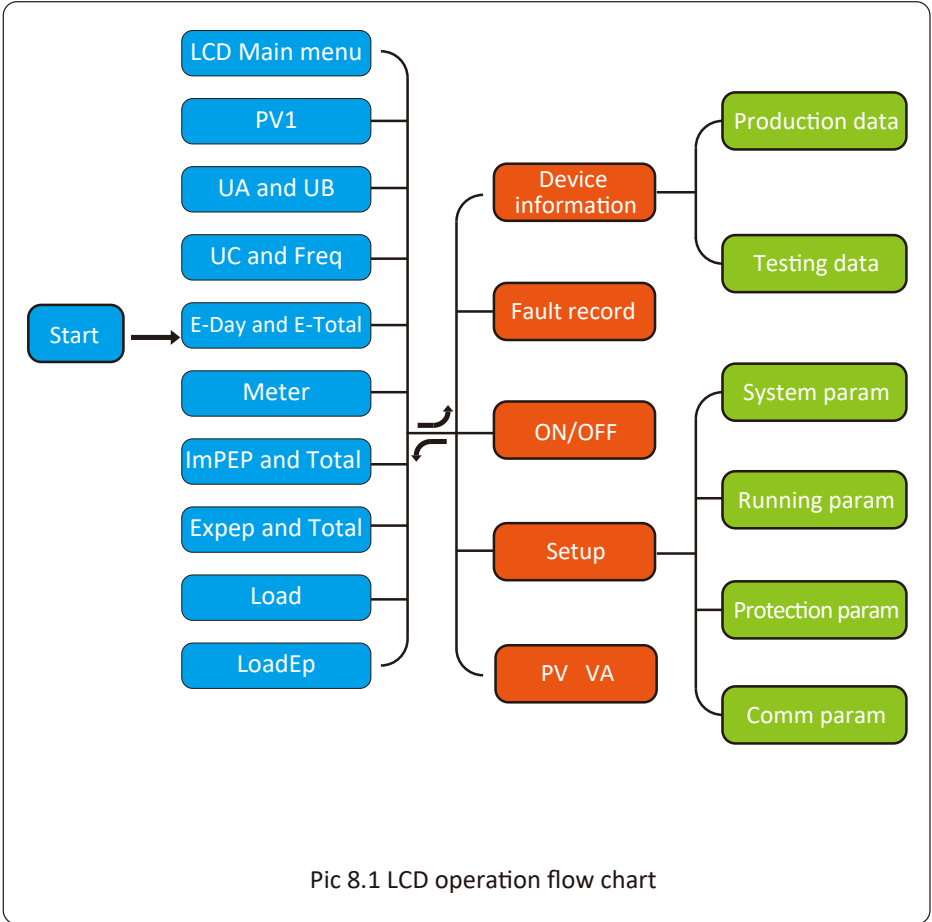 LCD Main menu
PV1
UA and UB
UC and Freq
Start
E-Day and E-Total
Meter
ImPEP and Total
Expep and Total
Load
LoadEp
Device
information
Fault record
ON/OFF
Setup
PV VA
Production data
Testing data
System param
Running param
Protection param
Comm param
Pic 8.1 LCD operation flow chart